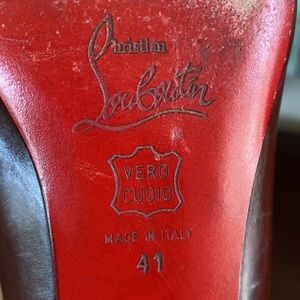 Christian
Louboutin
VERO
CUOIO
MADE IN ITALY
41